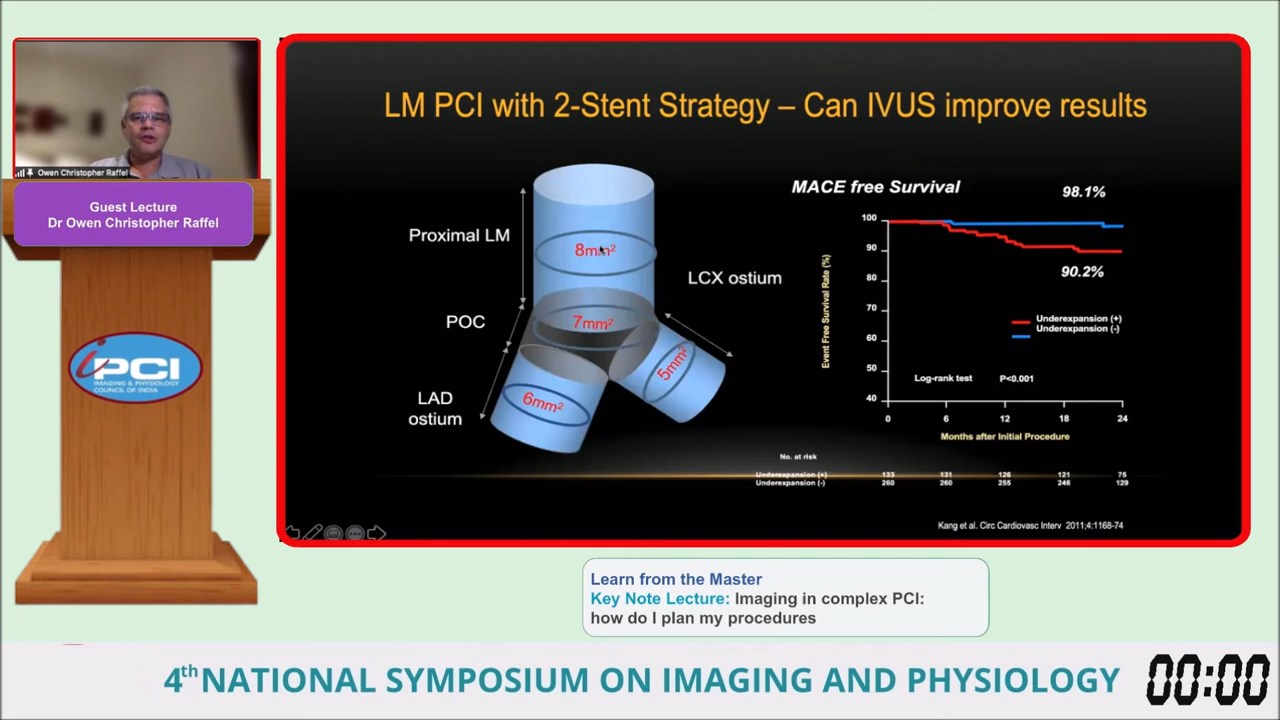 Owen Christopher Raffel
Guest Lecture
Dr Owen Christopher Raffel
iPCI
IMAGING & PHYSIOLOGY
COUNCIL OF INDIA
LM PCI with 2-Stent Strategy – Can IVUS improve results
Proximal LM
8mm²
POC
7mm²
LCX ostium
5mm²
LAD
ostium
6mm²
MACE free Survival
98.1%
90.2%
Event Free Survival Rate (%)
100
90
80
70
60
50
40
Underexpansion (+)
Underexpansion (-)
Log-rank test P<0.001
0 6 12 18 24
Months after Initial Procedure
No. at risk
Underexpansion (+) 133 131 126 121 75
Underexpansion (-) 260 260 255 246 129
Kang et al. Circ Cardiovasc Interv 2011;4:1168-74
Learn from the Master
Key Note Lecture: Imaging in complex PCI:
how do I plan my procedures
4th NATIONAL SYMPOSIUM ON IMAGING AND PHYSIOLOGY
00:00